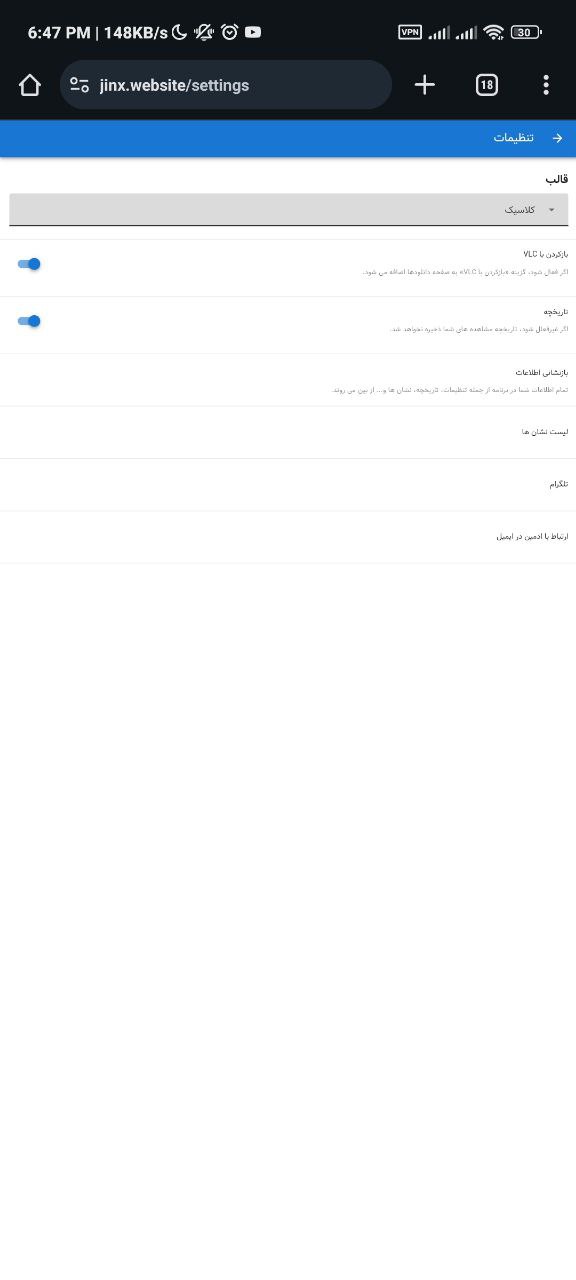 6:47 PM | 148KB/s
VPN
30
jinx.website/settings
18
تنظیمات
قالب
کلاسیک
بازکردن با VLC
اگر فعال شود، گزینه «بازکردن با VLC» به صفحه دانلودها اضافه می شود.
تاریخچه
اگر غیرفعال شود، تاریخچه مشاهده های شما ذخیره نخواهد شد.
بازنشانی اطلاعات
تمام اطلاعات شما در برنامه از جمله تنظیمات، تاریخچه، نشان ها و... از بین می روند.
لیست نشان ها
تلگرام
ارتباط با ادمین در ایمیل